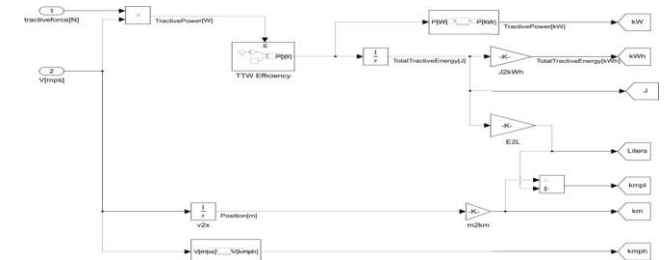 1
tractiveforce[N]
×
TractivePower[W]
P[W] P[kW]
TractivePower[kW]
kW
E
P[W]
TTW Efficiency
1
s
TotalTractiveEnergy[J]
-K-
J2kWh
TotalTractiveEnergy[kWh]
kWh
J
2
V[mps]
-K-
E2L
Liters
kmpl
1
s
v2x
Position[m]
-K-
m2km
km
V[mps] V[kmph]
kmph